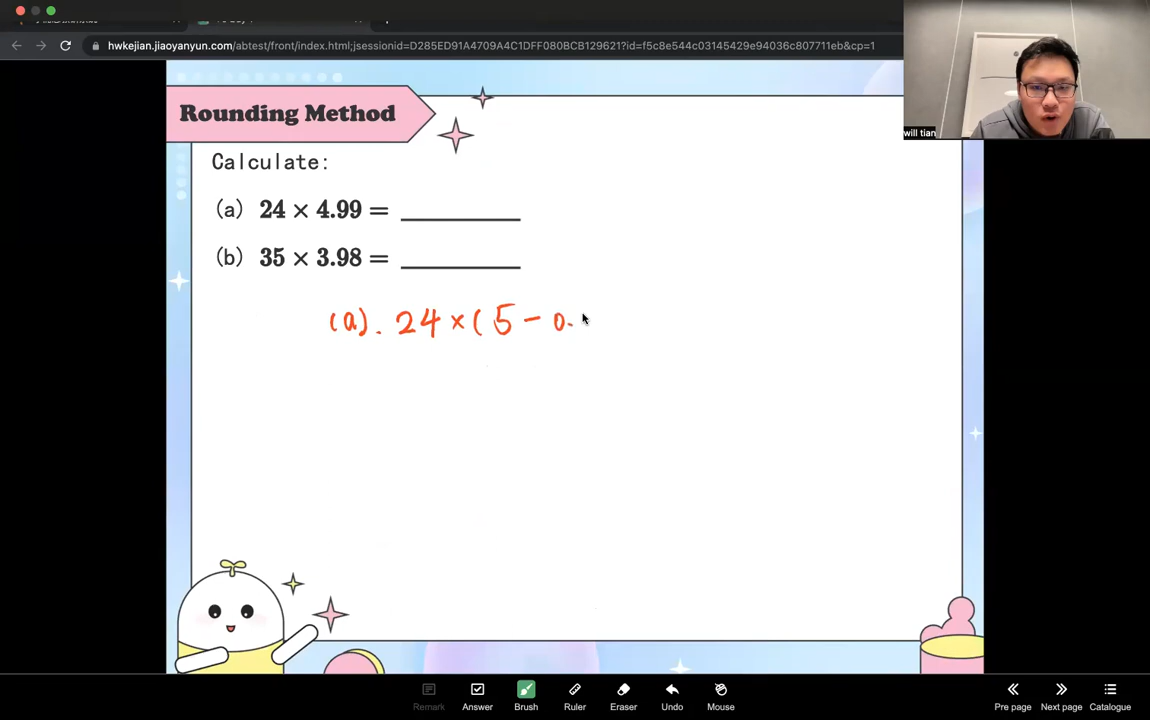 hwkejian.jiaoyanyun.com/abtest/front/index.html;jsessionid=D285ED91A4709A4C1DFF080BCB129621?id=f5c8e544c03145429e94036c807711eb&cp=1
will tian
Rounding Method
Calculate:
(a) 24 × 4.99 =
(b) 35 × 3.98 =
(a). 24 × ( 5 - 0.
Remark Answer Brush Ruler Eraser Undo Mouse Pre page Next page Catalogue